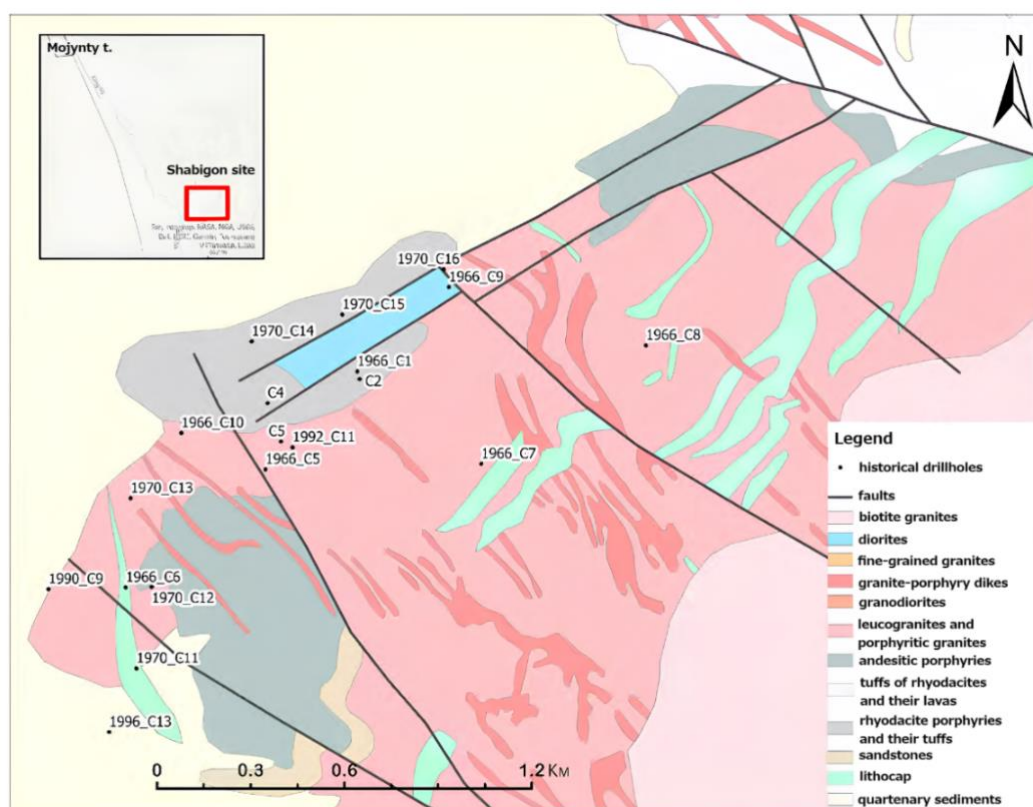 Mojynty t.
Shabigon site
N
1970_C16
1966_C9
1970_C15
1970_C14
1966_C8
1966_C1
C2
C4
1966_C10
C5
1992_C11
1966_C5
1966_C7
1970_C13
1990_C9
1966_C6
1970_C12
1970_C11
1996_C13
0 0.3 0.6 1.2 KM
Legend
historical drillholes
faults
biotite granites
diorites
fine-grained granites
granite-porphyry dikes
granodiorites
leucogranites and
porphyritic granites
andesitic porphyries
tuffs of rhyodacites
and their lavas
rhyodacite porphyries
and their tuffs
sandstones
lithocap
quartenary sediments